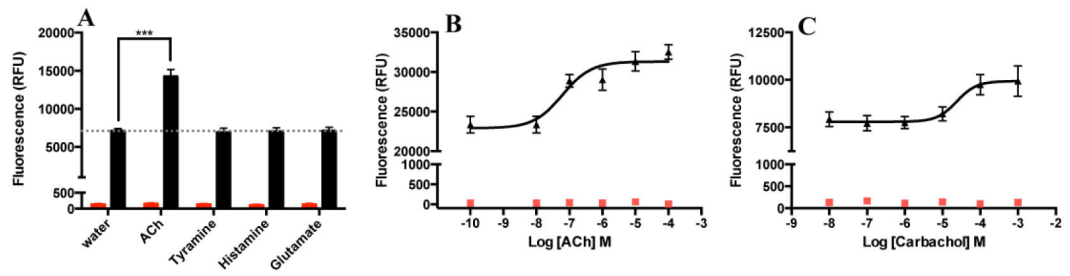 A
Fluorescence (RFU)
20000
15000
10000
5000
500
0
***
water
ACh
Tyramine
Histamine
Glutamate
B
Fluorescence (RFU)
35000
30000
25000
20000
1000
500
0
-10 -9 -8 -7 -6 -5 -4 -3
Log [ACh] M
C
Fluorescence (RFU)
12500
10000
7500
1000
500
0
-9 -8 -7 -6 -5 -4 -3 -2
Log [Carbachol] M